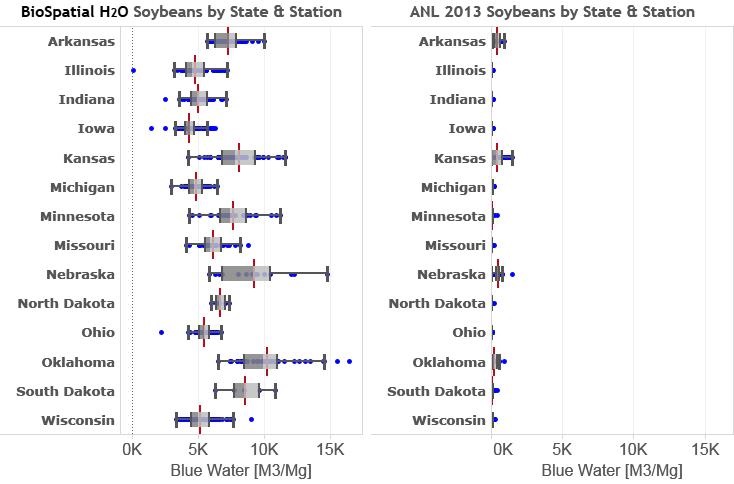 BioSpatial H2O Soybeans by State & Station
Arkansas
Illinois
Indiana
Iowa
Kansas
Michigan
Minnesota
Missouri
Nebraska
North Dakota
Ohio
Oklahoma
South Dakota
Wisconsin
0K 5K 10K 15K
Blue Water [M3/Mg]
ANL 2013 Soybeans by State & Station
Arkansas
Illinois
Indiana
Iowa
Kansas
Michigan
Minnesota
Missouri
Nebraska
North Dakota
Ohio
Oklahoma
South Dakota
Wisconsin
0K 5K 10K 15K
Blue Water [M3/Mg]